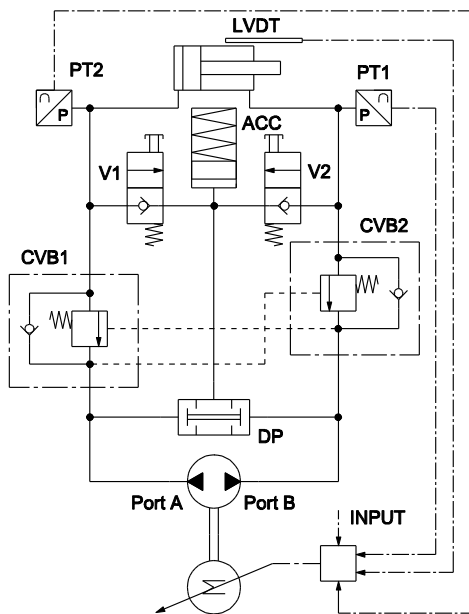 LVDT
PT2
PT1
P
P
ACC
V1
V2
CVB1
CVB2
DP
Port A
Port B
INPUT
M